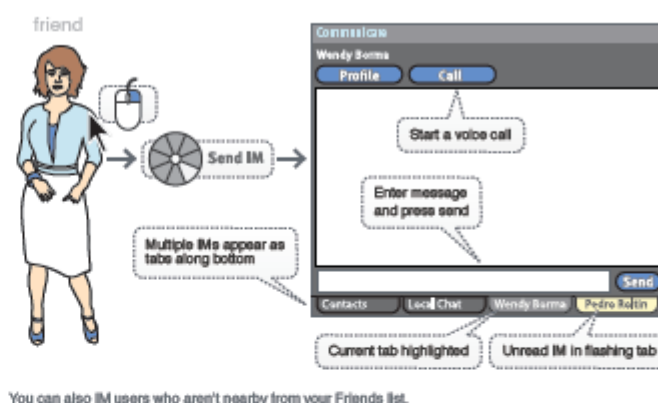 friend
Communicate
Wendy Borma
Profile
Call
Start a voice call
Send IM
Enter message
and press send
Multiple IMs appear as
tabs along bottom
Send
Contacts
Local Chat
Wendy Borma
Pedro Roltin
Current tab highlighted
Unread IM in flashing tab
You can also IM users who aren't nearby from your Friends list.